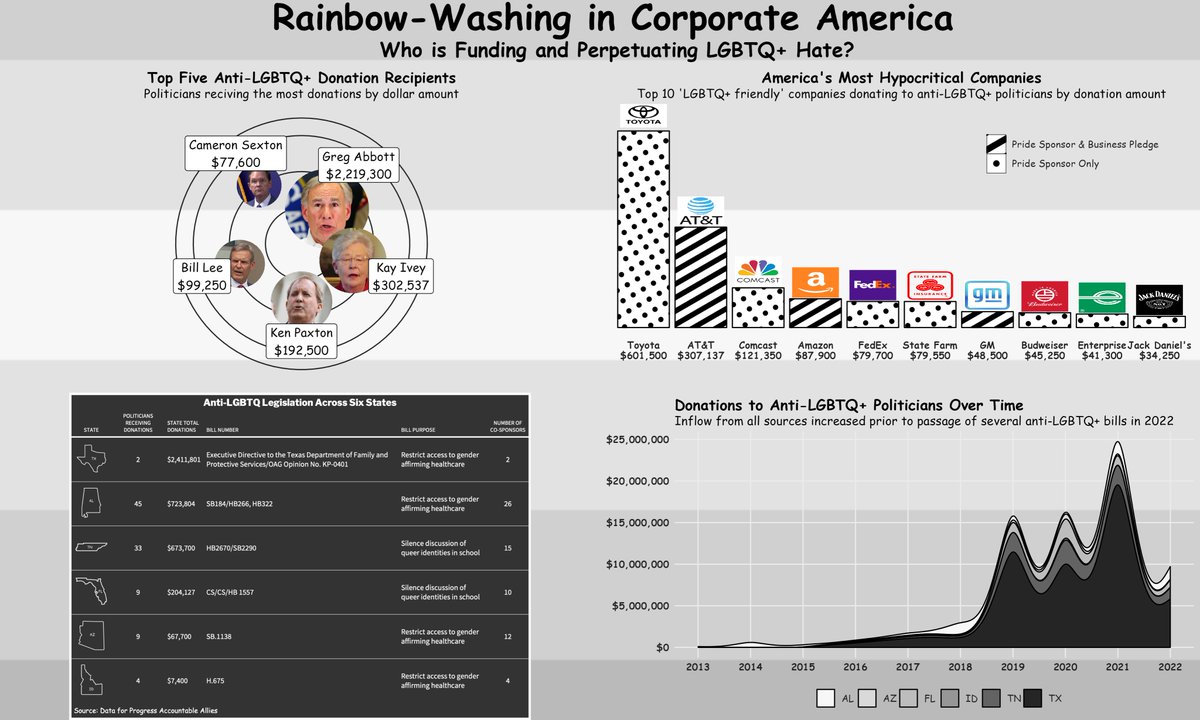 Rainbow-Washing in Corporate America
Who is Funding and Perpetuating LGBTQ+ Hate?
Top Five Anti-LGBTQ+ Donation Recipients
Politicians reciving the most donations by dollar amount
Cameron Sexton
$77,600
Greg Abbott
$2,219,300
Bill Lee
$99,250
Kay Ivey
$302,537
Ken Paxton
$192,500
America's Most Hypocritical Companies
Top 10 'LGBTQ+ friendly' companies donating to anti-LGBTQ+ politicians by donation amount
Pride Sponsor & Business Pledge
Pride Sponsor Only
TOYOTA
AT&T
COMCAST
a
FedEx
STATE FARM
INSURANCE
gm
Budweiser
JACK DANIEL'S
Toyota AT&T Comcast Amazon FedEx State Farm GM Budweiser Enterprise Jack Daniel's
$601,500 $307,137 $121,350 $87,900 $79,700 $79,550 $48,500 $45,250 $41,300 $34,250
Anti-LGBTQ Legislation Across Six States
STATE POLITICIANS RECEIVING DONATIONS STATE TOTAL DONATIONS BILL NUMBER BILL PURPOSE NUMBER OF CO-SPONSORS
TX 2 $2,411,801 Executive Directive to the Texas Department of Family and Protective Services/OAG Opinion No. KP-0401 Restrict access to gender affirming healthcare 2
AL 45 $723,804 SB184/HB266, HB322 Restrict access to gender affirming healthcare 26
TN 33 $673,700 HB2670/SB2290 Silence discussion of queer identities in school 15
FL 9 $204,127 CS/CS/HB 1557 Silence discussion of queer identities in school 10
AZ 9 $67,700 SB.1138 Restrict access to gender affirming healthcare 12
ID 4 $7,400 H.675 Restrict access to gender affirming healthcare 4
Source: Data for Progress Accountable Allies
Donations to Anti-LGBTQ+ Politicians Over Time
Inflow from all sources increased prior to passage of several anti-LGBTQ+ bills in 2022
$25,000,000
$20,000,000
$15,000,000
$10,000,000
$5,000,000
$0
2013 2014 2015 2016 2017 2018 2019 2020 2021 2022
AL AZ FL ID TN TX